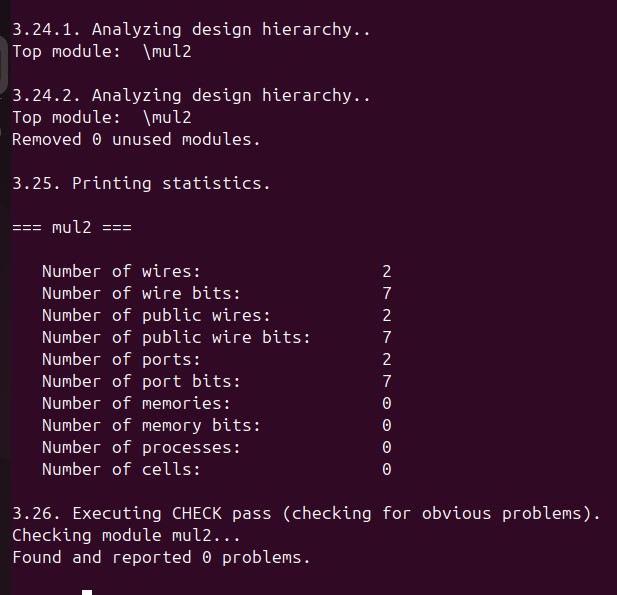 3.24.1. Analyzing design hierarchy..
Top module:  \mul2
3.24.2. Analyzing design hierarchy..
Top module:  \mul2
Removed 0 unused modules.
3.25. Printing statistics.
=== mul2 ===
   Number of wires:                  2
   Number of wire bits:              7
   Number of public wires:           2
   Number of public wire bits:       7
   Number of ports:                  2
   Number of port bits:              7
   Number of memories:               0
   Number of memory bits:            0
   Number of processes:              0
   Number of cells:                  0
3.26. Executing CHECK pass (checking for obvious problems).
Checking module mul2...
Found and reported 0 problems.